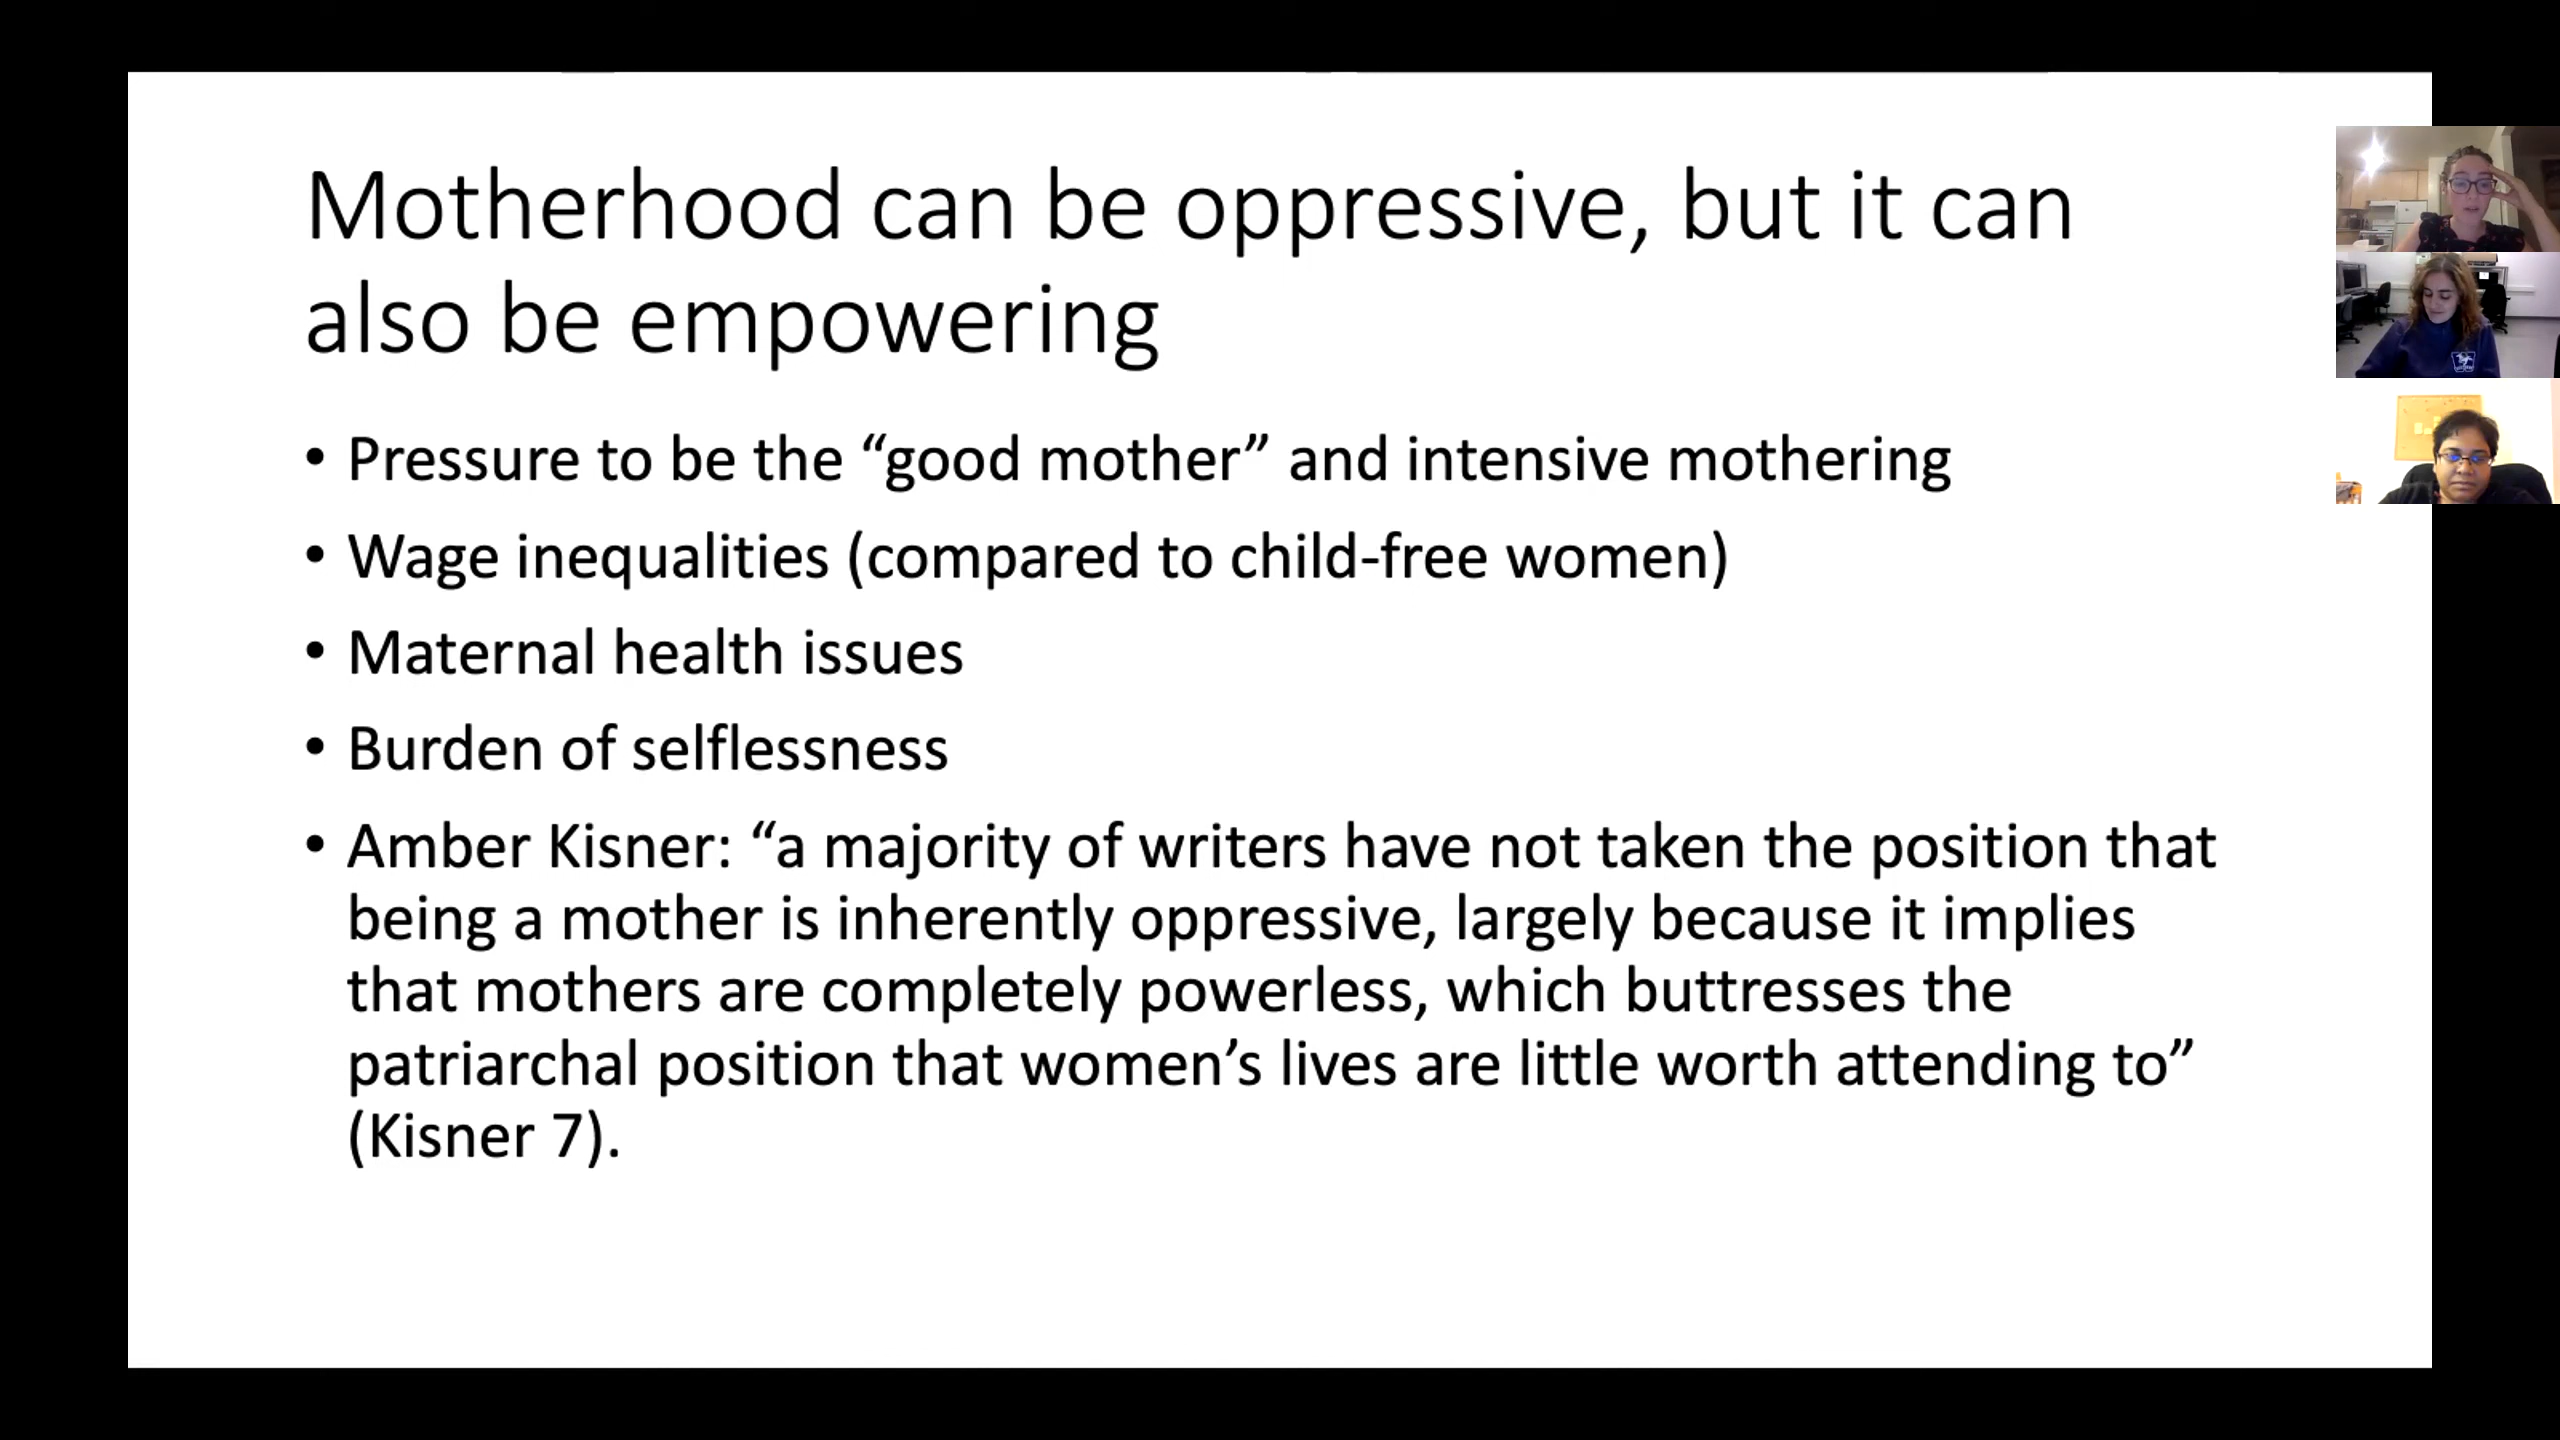 Motherhood can be oppressive, but it can
also be empowering
• Pressure to be the “good mother” and intensive mothering
• Wage inequalities (compared to child-free women)
• Maternal health issues
• Burden of selflessness
• Amber Kisner: “a majority of writers have not taken the position that
being a mother is inherently oppressive, largely because it implies
that mothers are completely powerless, which buttresses the
patriarchal position that women’s lives are little worth attending to”
(Kisner 7).